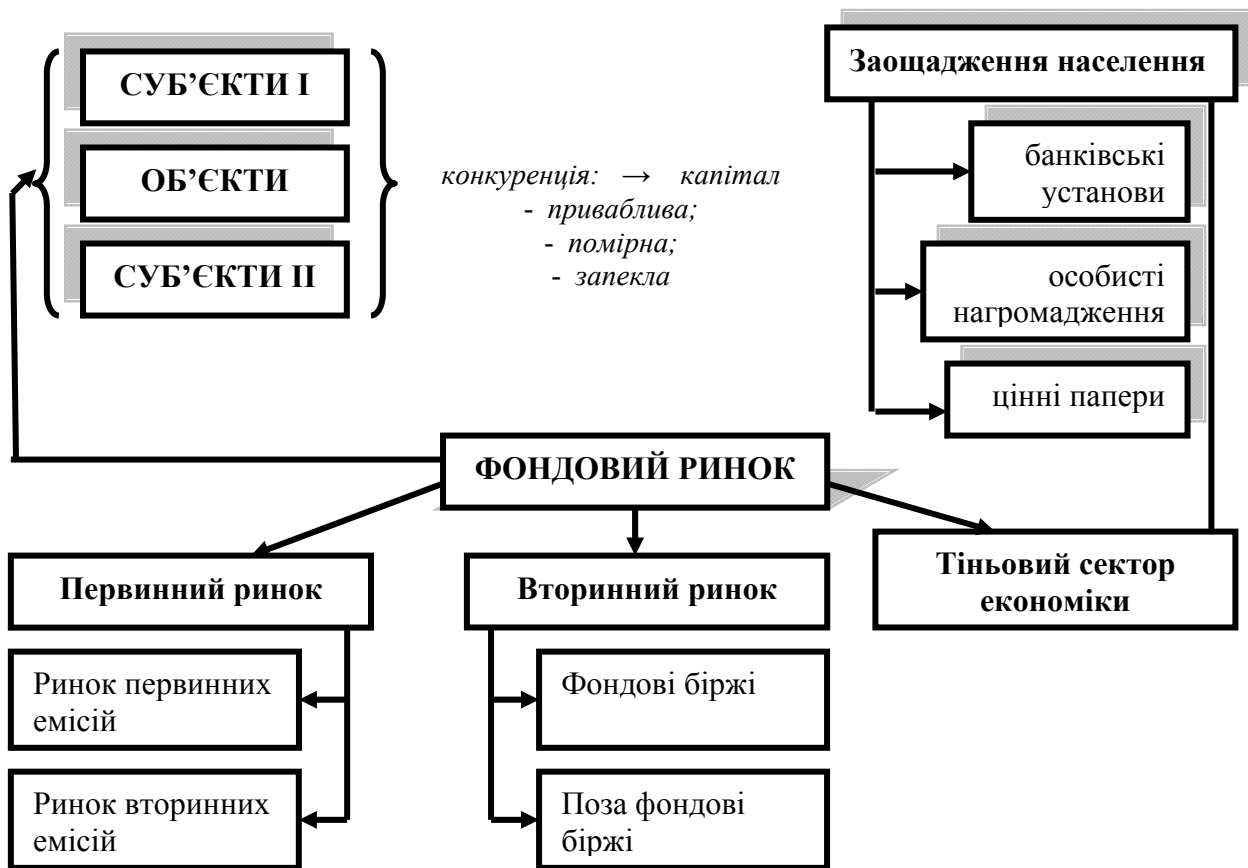 СУБ’ЄКТИ І
ОБ’ЄКТИ
СУБ’ЄКТИ ІІ
конкуренція: → капітал
- приваблива;
- помірна;
- запекла
Заощадження населення
банківські
установи
особисті
нагромадження
цінні папери
ФОНДОВИЙ РИНОК
Первинний ринок
Ринок первинних
емісій
Ринок вторинних
емісій
Вторинний ринок
Фондові біржі
Поза фондові
біржі
Тіньовий сектор
економіки